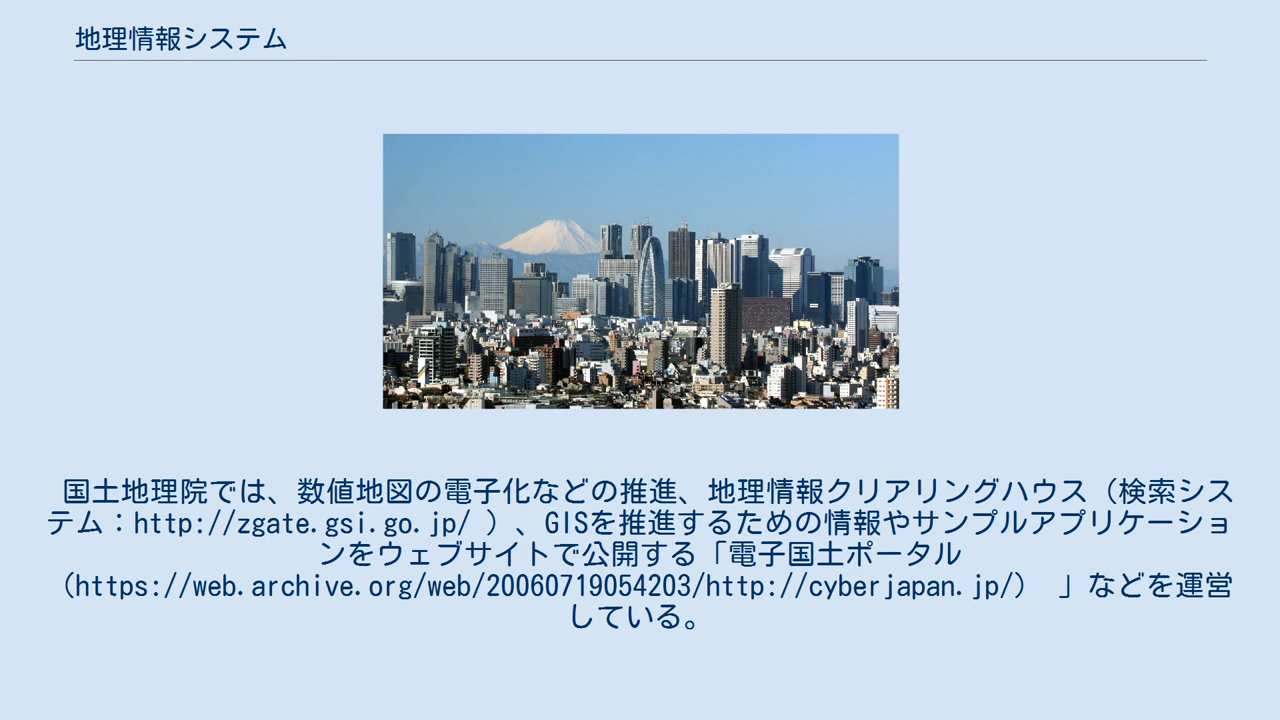 地理情報システム
国土地理院では、数値地図の電子化などの推進、地理情報クリアリングハウス（検索シス
テム：http://zgate.gsi.go.jp/ ）、GISを推進するための情報やサンプルアプリケーショ
ンをウェブサイトで公開する「電子国土ポータル
（https://web.archive.org/web/20060719054203/http://cyberjapan.jp/） 」などを運営
している。